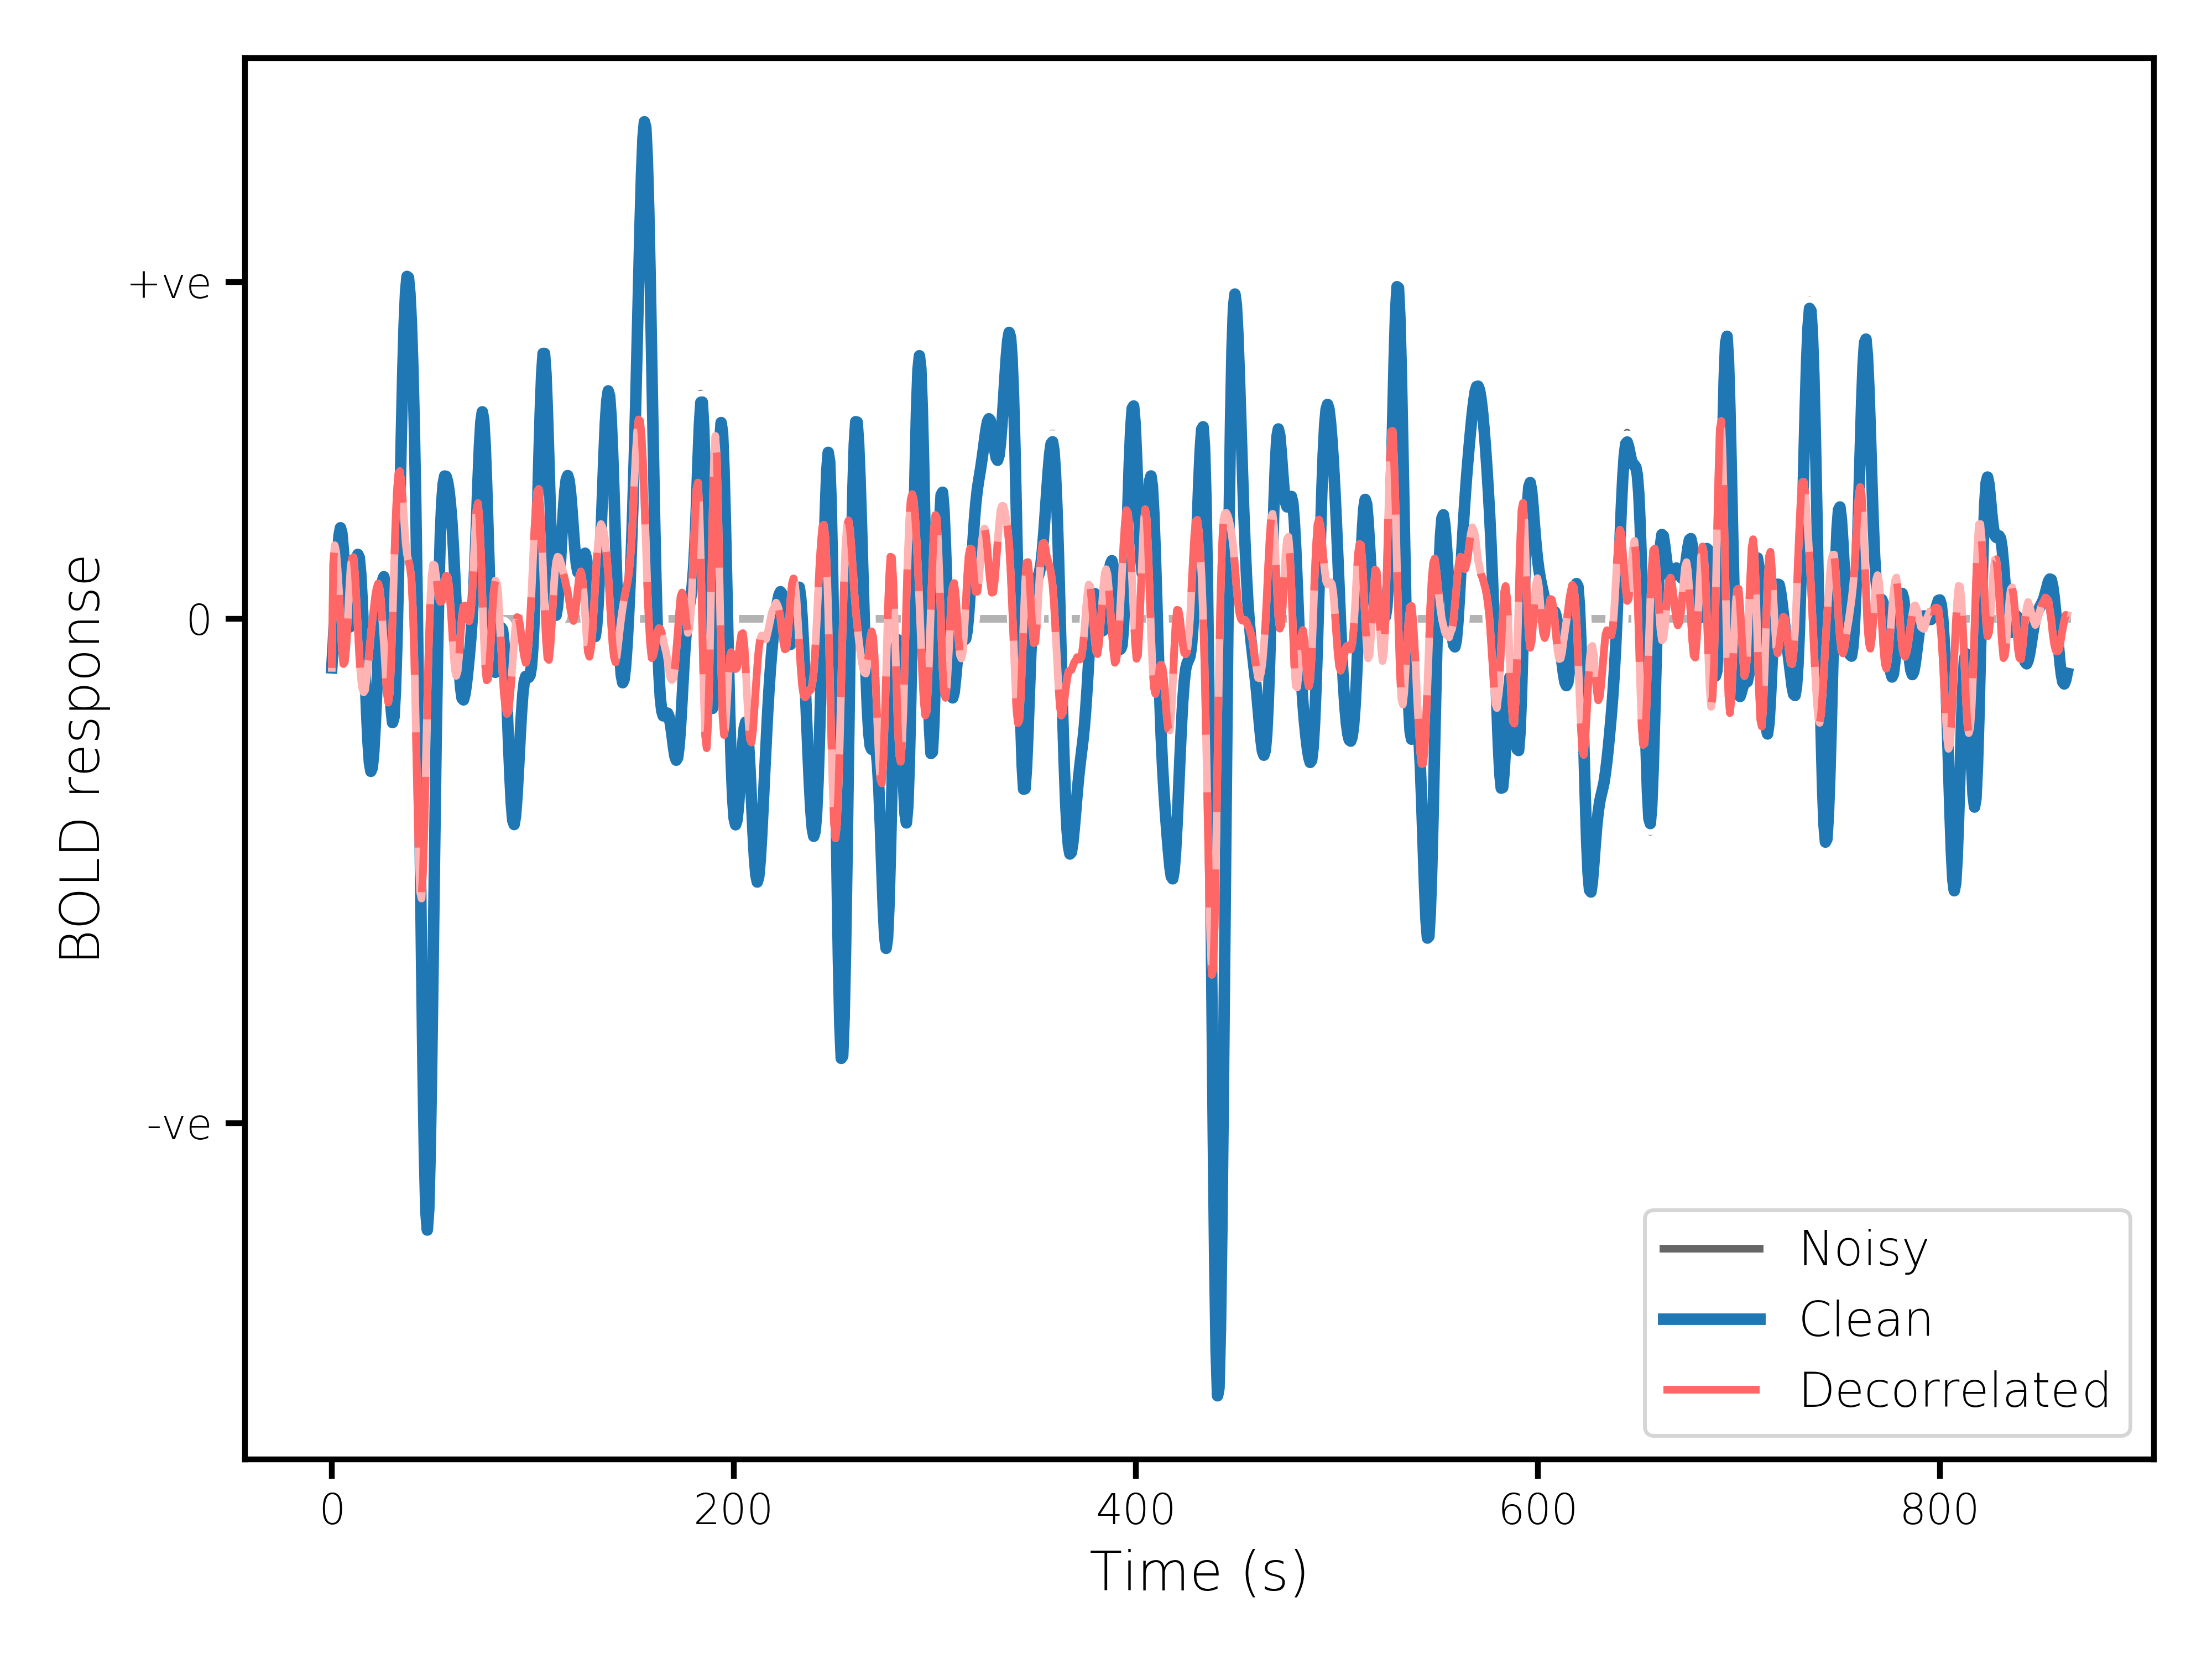 BOLD response
+ve
0
-ve
0 200 400 600 800
Time (s)
Noisy
Clean
Decorrelated